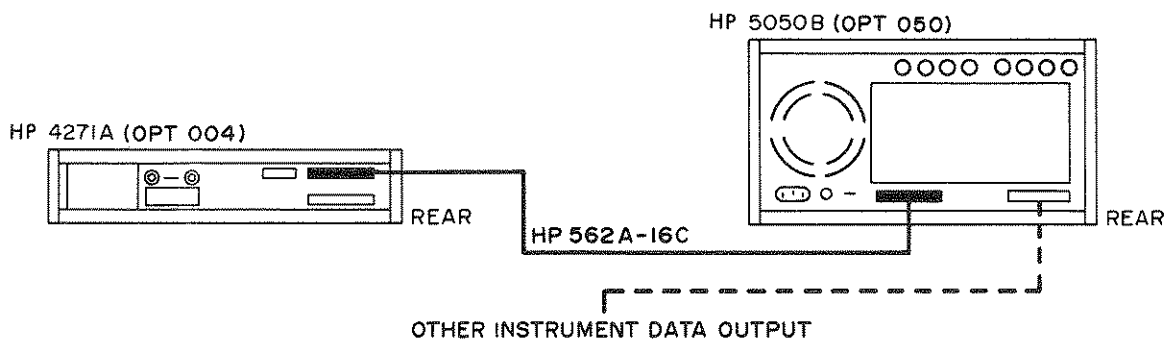 HP 5050B (OPT 050)
HP 4271A (OPT 004)
REAR
REAR
HP 562A-16C
OTHER INSTRUMENT DATA OUTPUT